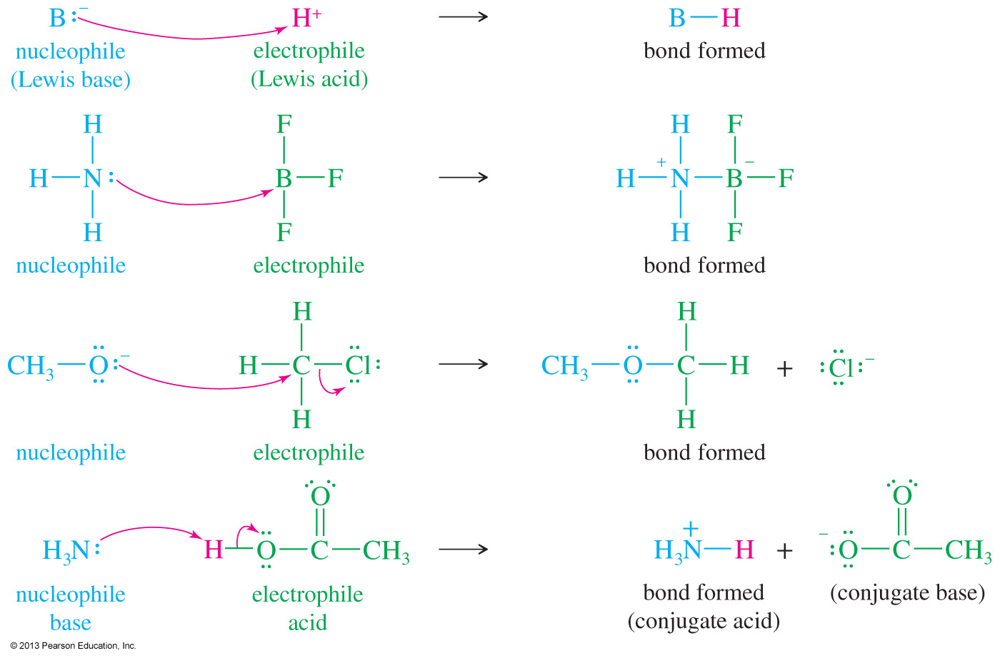 B:⁻ H⁺ ⟶ B—H
nucleophile electrophile bond formed
(Lewis base) (Lewis acid)
H F H F
H—N: B—F ⟶ H—N⁺—B⁻—F
H F H F
nucleophile electrophile bond formed
H H
CH₃—O:⁻ H—C—Cl: ⟶ CH₃—O—C—H + :Cl:⁻
H H
nucleophile electrophile bond formed
O O
H₃N: H—O—C—CH₃ ⟶ H₃N⁺—H + ⁻:O—C—CH₃
nucleophile electrophile bond formed (conjugate base)
base acid (conjugate acid)
© 2013 Pearson Education, Inc.